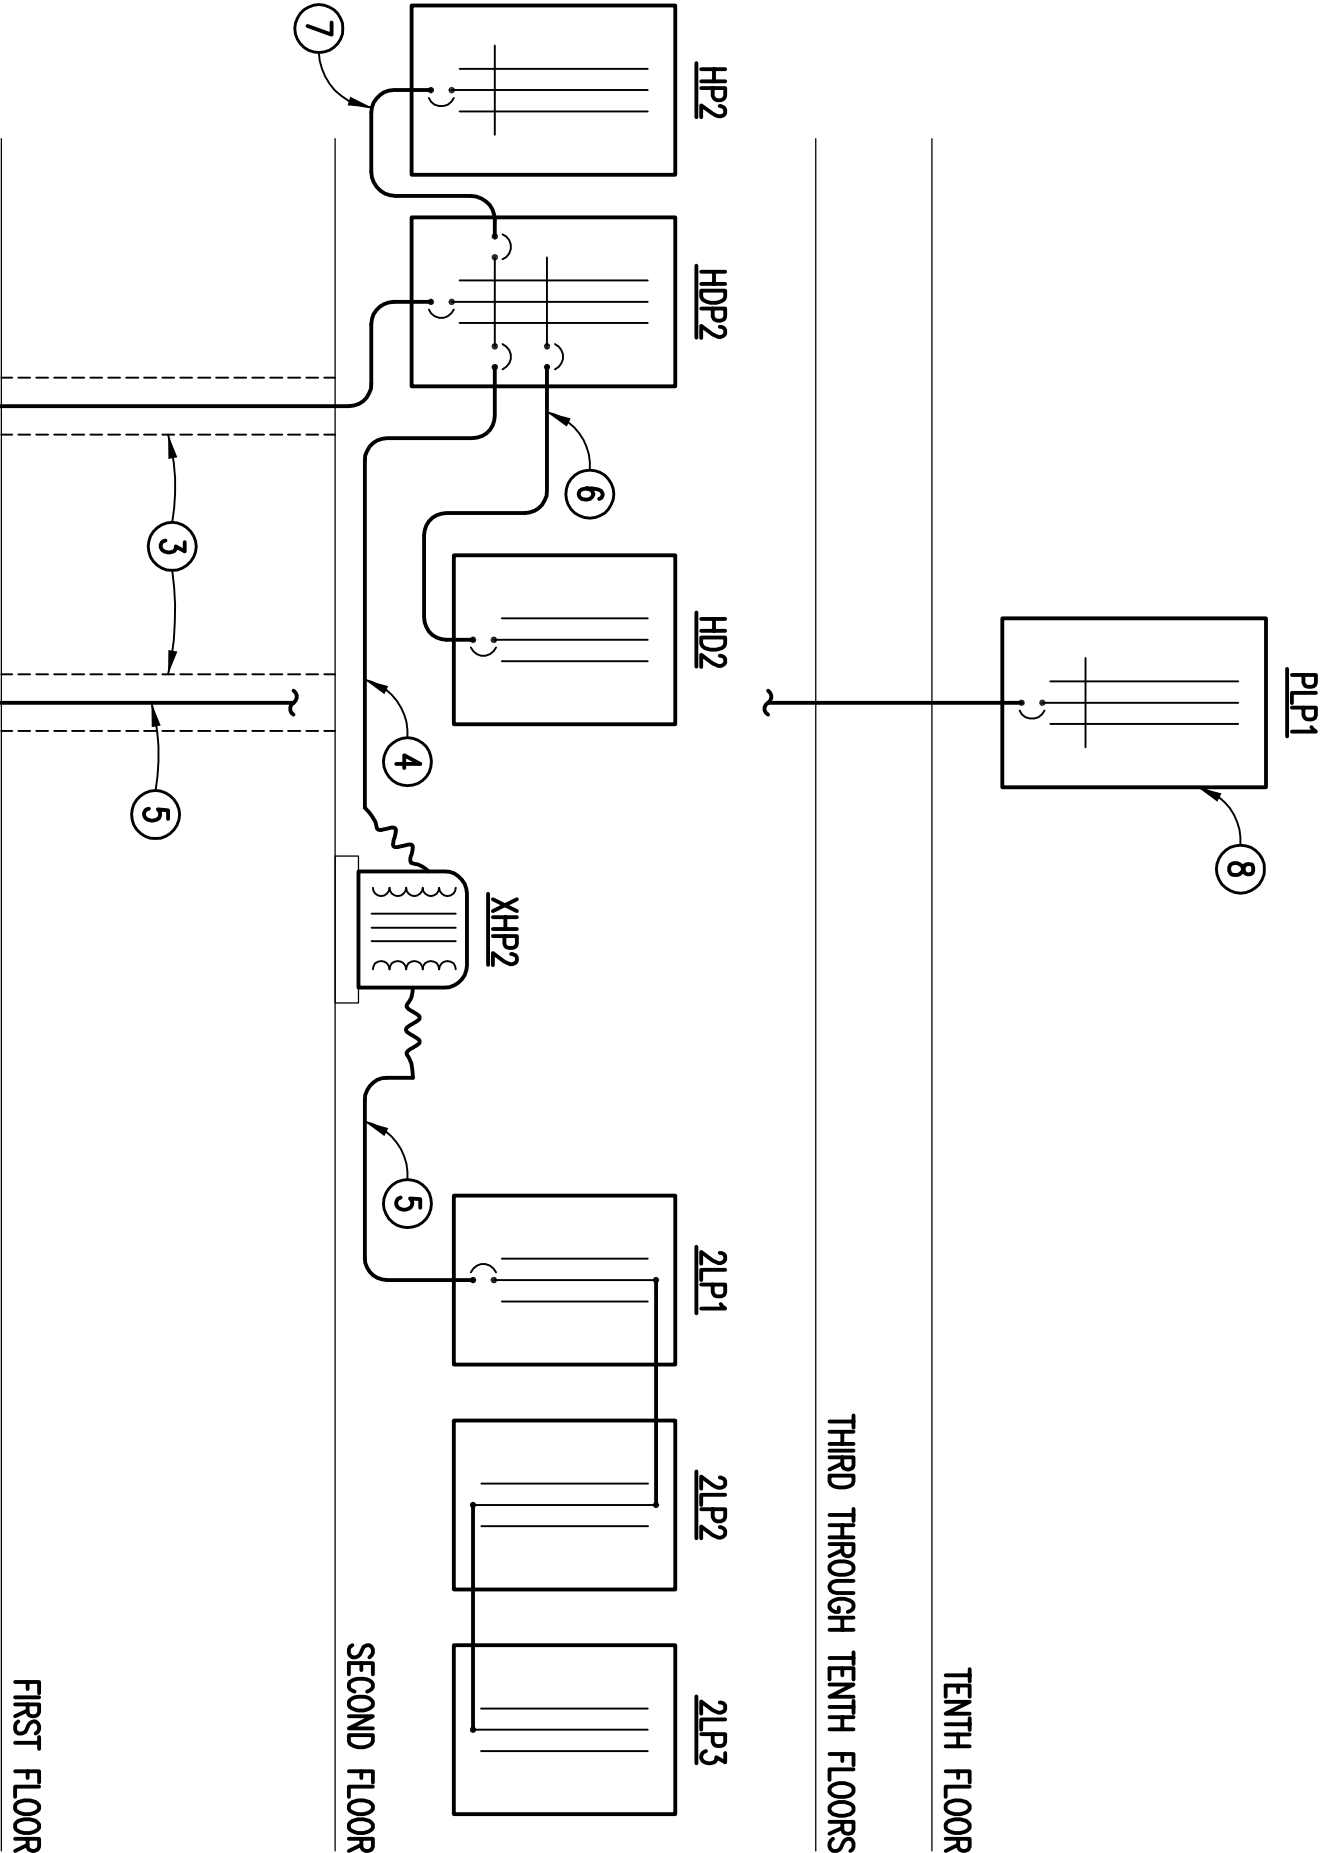 PLP1
8
TENTH FLOOR
THIRD THROUGH TENTH FLOORS
HP2
HDP2
HD2
2LP1
2LP2
2LP3
6
XHP2
7
4
5
SECOND FLOOR
3
5
FIRST FLOOR